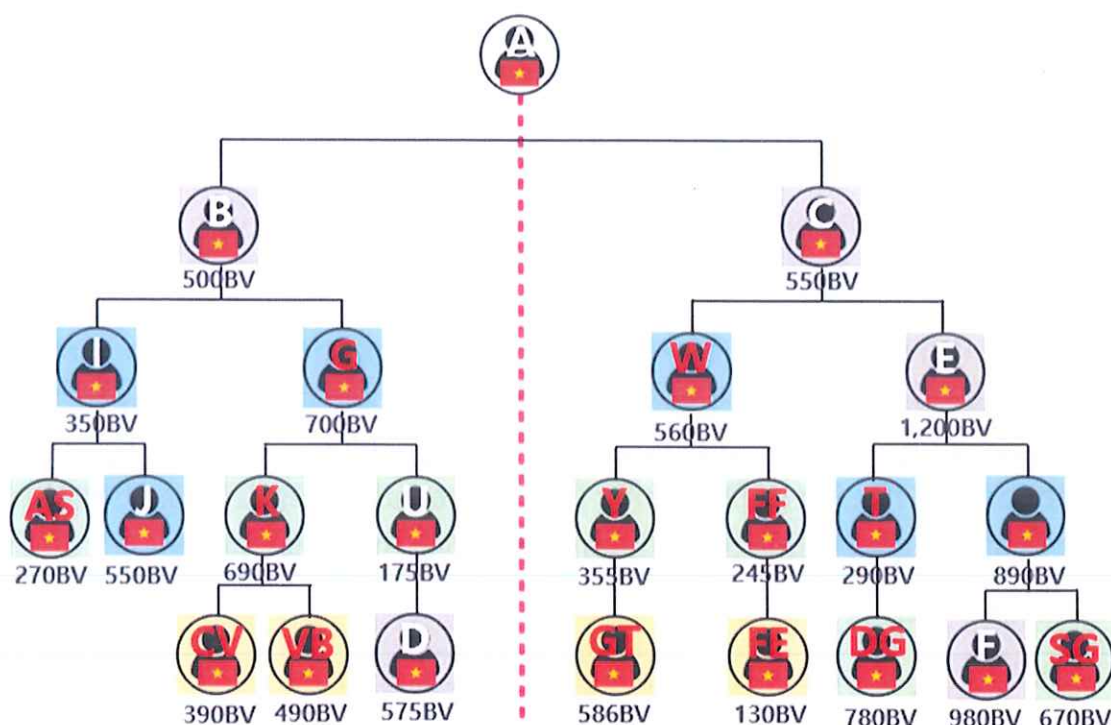 A
B C
500BV 550BV
I G W E
350BV 700BV 560BV 1,200BV
AS J K U Y FF T
270BV 550BV 690BV 175BV 355BV 245BV 290BV 890BV
CV VB D GT FE DG F SG
390BV 490BV 575BV 586BV 130BV 780BV 980BV 670BV